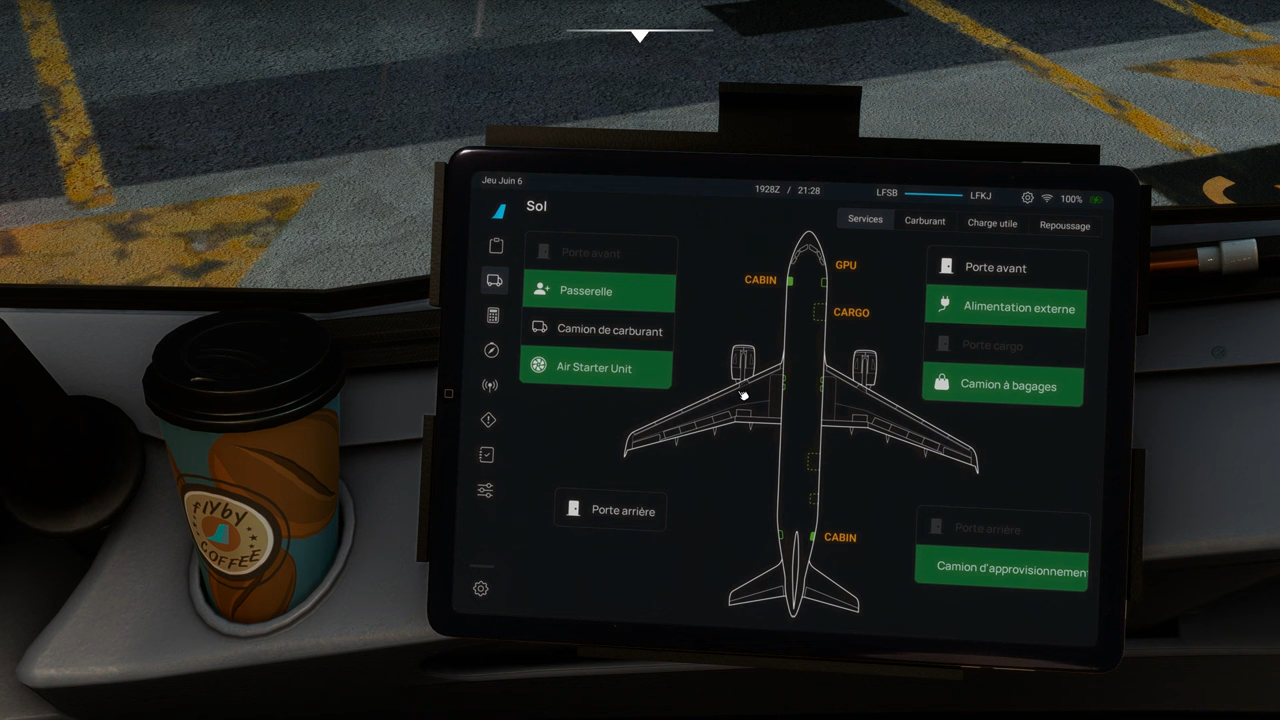 Jeu Juin 6
1928Z / 21:28
LFSB
LFKJ
100%
Sol
Services
Carburant
Charge utile
Repoussage
Porte avant
Passerelle
Camion de carburant
Air Starter Unit
CABIN
GPU
CARGO
Porte avant
Alimentation externe
Porte cargo
Camion à bagages
Porte arrière
CABIN
Porte arrière
Camion d'approvisionnemen
flyby
COFFEE